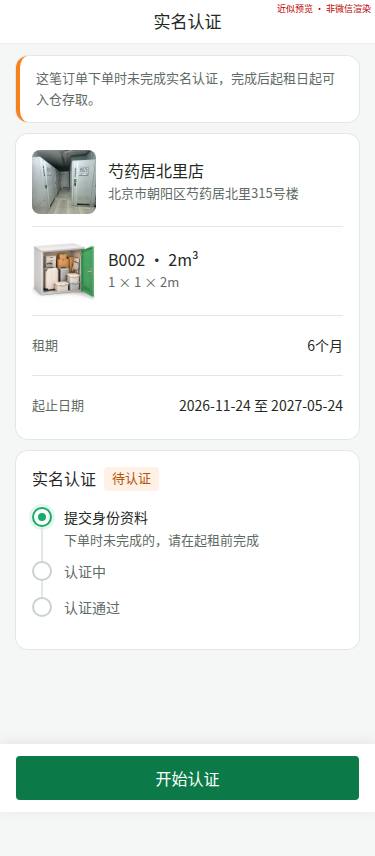 近似预览 · 非微信渲染
实名认证
这笔订单下单时未完成实名认证，完成后起租日起可
入仓存取。
芍药居北里店
北京市朝阳区芍药居北里315号楼
B002 · 2m³
1 × 1 × 2m
租期 6个月
起止日期 2026-11-24 至 2027-05-24
实名认证 待认证
提交身份资料
下单时未完成的，请在起租前完成
认证中
认证通过
开始认证